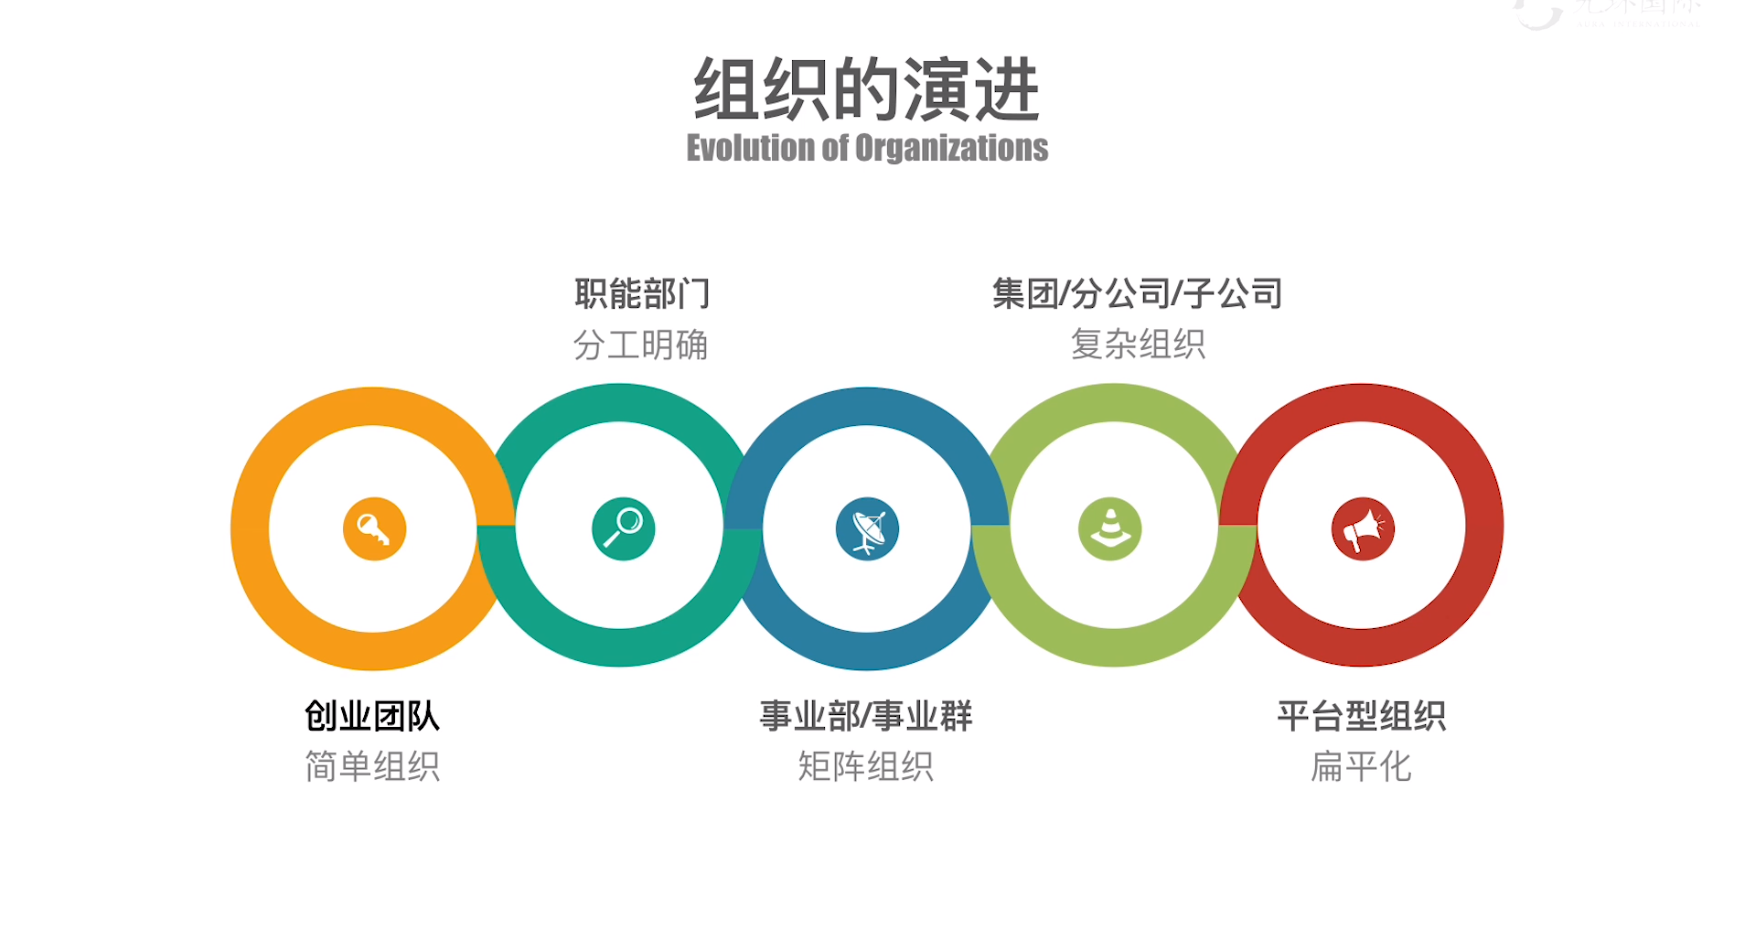 组织的演进
Evolution of Organizations
职能部门
分工明确
集团/分公司/子公司
复杂组织
创业团队
简单组织
事业部/事业群
矩阵组织
平台型组织
扁平化